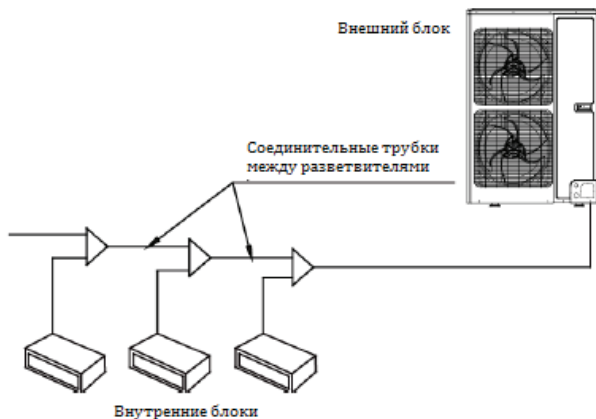 Внешний блок
Соединительные трубки
между разветвителями
Внутренние блоки